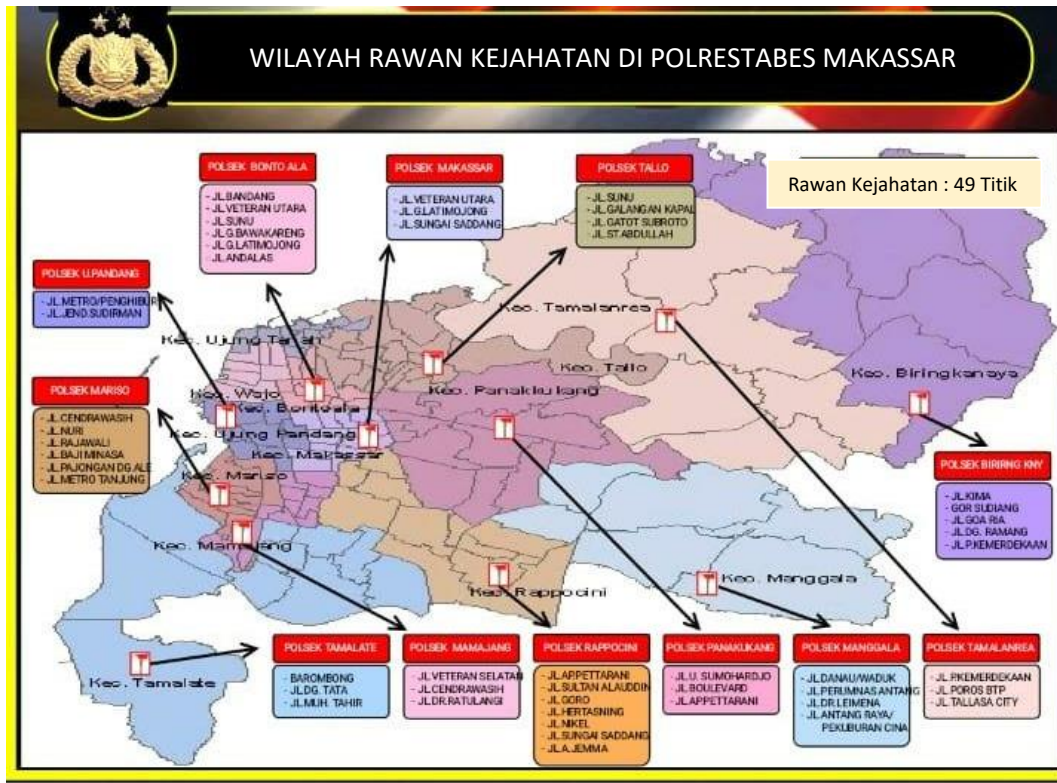 WILAYAH RAWAN KEJAHATAN DI POLRESTABES MAKASSAR
Rawan Kejahatan : 49 Titik
POLSEK BONTO ALA
- JL.BANDANG
- JL.VETERAN UTARA
- JL.SUNU
- JL.G.BAWAKARENG
- JL.G.LATIMOJONG
- JL.ANDALAS
POLSEK MAKASSAR
- JL.VETERAN UTARA
- JL.G.LATIMOJONG
- JL.SUNGAI SADDANG
POLSEK TALLO
- JL.SUNU
- JL.GALANGAN KAPAL
- JL.GATOT SUBROTO
- JL.ST ABDULLAH
POLSEK U.PANDANG
- JL.METRO/PENGHIBUR
- JL.JEND.SUDIRMAN
POLSEK MARISO
- JL.CENDRAWASIH
- JL.NURI
- JL.RAJAWALI
- JL.BAJI MINASA
- JL.PAJONGAN DG.ALE
- JL.METRO TANJUNG
Kec. Ujung Tanah
Kec. Wajo
Kec. Bontoala
Kec. Ujung Pandang
Kec. Makassar
Kec. Mariso
Kec. Mamajang
Kec. Tamalate
Kec. Rappocini
Kec. Manggala
Kec. Panakkukang
Kec. Tallo
Kec. Tamalanrea
Kec. Biringkanaya
POLSEK BIRIRNG KNY
- JL.KIMA
- GOR SUDIANG
- JL.GOA RIA
- JL.DG. RAMANG
- JL.P.KEMERDEKAAN
POLSEK TAMALATE
- BAROMBONG
- JL.DG. TATA
- JL.MUH. TAHIR
POLSEK MAMAJANG
- JL.VETERAN SELATAN
- JL.CENDRAWASIH
- JL.DR.RATULANGI
POLSEK RAPPOCINI
- JL.AP.PETTARANI
- JL.SULTAN ALAUDDIN
- JL.GORO
- JL.HERTASNING
- JL.NIKEL
- JL.SUNGAI SADDANG
- JL.A.JEMMA
POLSEK PANAKUKANG
- JL.U. SUMOHARDJO
- JL.BOULEVARD
- JL.APPETTARANI
POLSEK MANGGALA
- JL.DANAU/WADUK
- JL.PERUMNAS ANTANG
- JL.DR.LEIMENA
- JL.ANTANG RAYA/
PEKUBURAN CINA
POLSEK TAMALANREA
- JL.P.KEMERDEKAAN
- JL.POROS BTP
- JL.TALLASA CITY